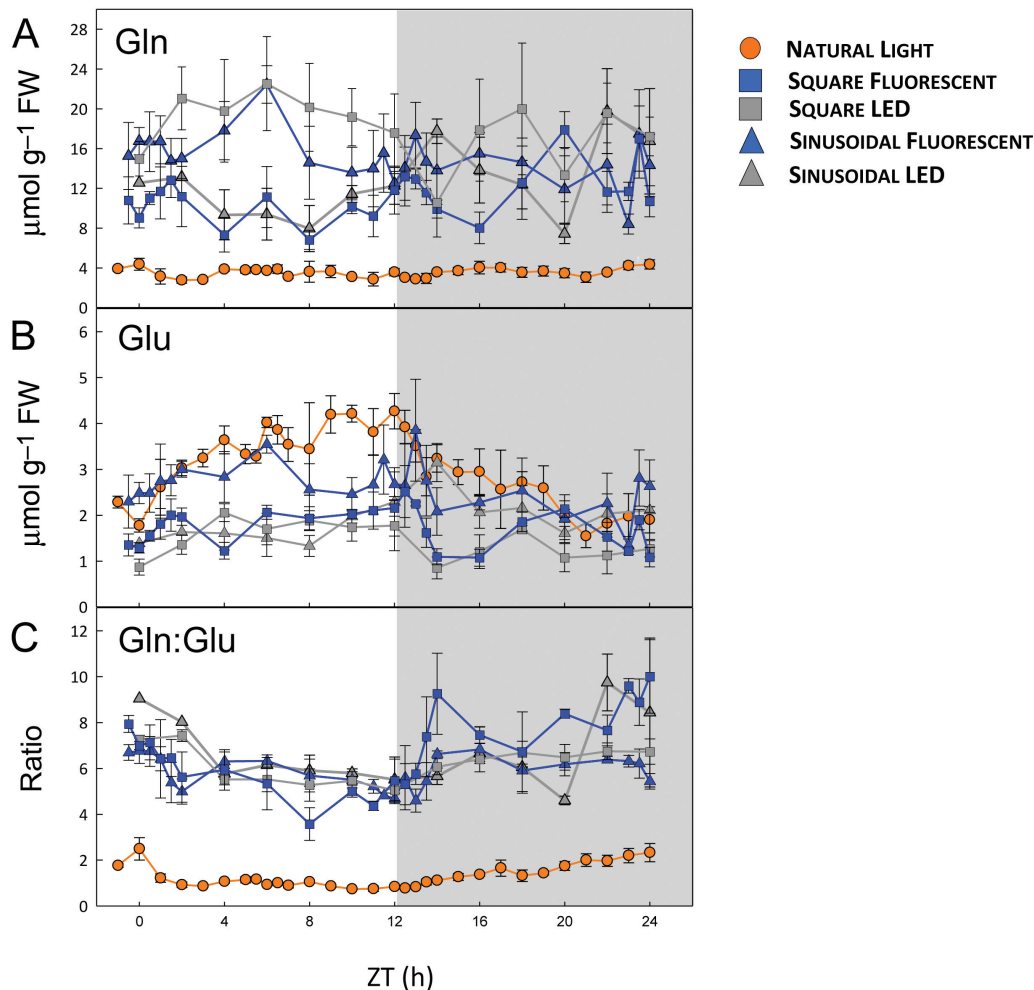 A
Gln
28
24
20
16
12
8
4
0
μmol g⁻¹ FW
NATURAL LIGHT
SQUARE FLUORESCENT
SQUARE LED
SINUSOIDAL FLUORESCENT
SINUSOIDAL LED
B
Glu
6
5
4
3
2
1
0
μmol g⁻¹ FW
C
Gln:Glu
12
10
8
6
4
2
0
Ratio
0 4 8 12 16 20 24
ZT (h)